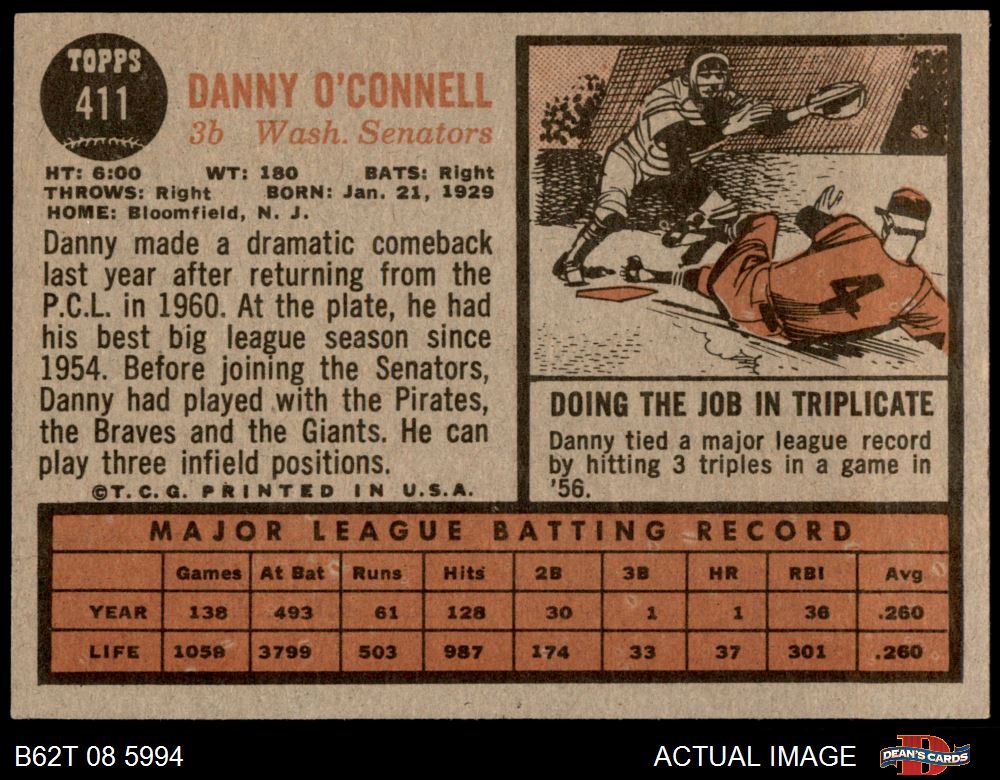 TOPPS
411
DANNY O'CONNELL
3b Wash. Senators
HT: 6:00 WT: 180 BATS: Right
THROWS: Right BORN: Jan. 21, 1929
HOME: Bloomfield, N. J.
Danny made a dramatic comeback
last year after returning from the
P.C.L. in 1960. At the plate, he had
his best big league season since
1954. Before joining the Senators,
Danny had played with the Pirates,
the Braves and the Giants. He can
play three infield positions.
©T. C. G. PRINTED IN U.S.A.
4
DOING THE JOB IN TRIPLICATE
Danny tied a major league record
by hitting 3 triples in a game in
'56.
MAJOR LEAGUE BATTING RECORD
Games At Bat Runs Hits 2B 3B HR RBI Avg
YEAR 138 493 61 128 30 1 1 36 .260
LIFE 1058 3799 503 987 174 33 37 301 .260
B62T 08 5994 ACTUAL IMAGE DEAN'S CARDS